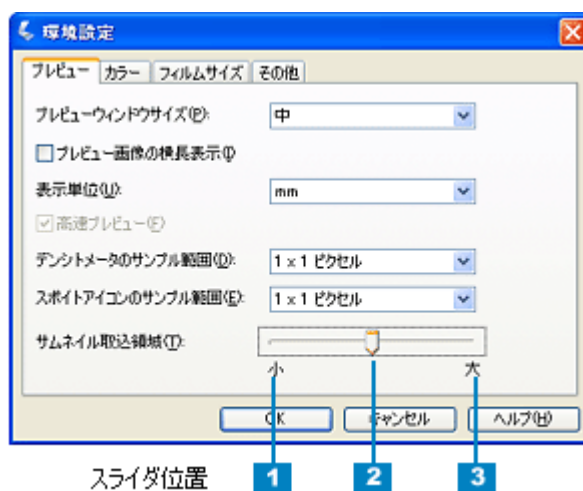 環境設定
プレビュー カラー フィルムサイズ その他
プレビューウィンドウサイズ(P): 中
プレビュー画像の横長表示(I)
表示単位(U): mm
高速プレビュー(F)
デンシトメータのサンプル範囲(D): 1 x 1 ピクセル
スポイトアイコンのサンプル範囲(E): 1 x 1 ピクセル
サムネイル取込領域(T):
小 大
OK キャンセル ヘルプ(H)
スライダ位置 1 2 3